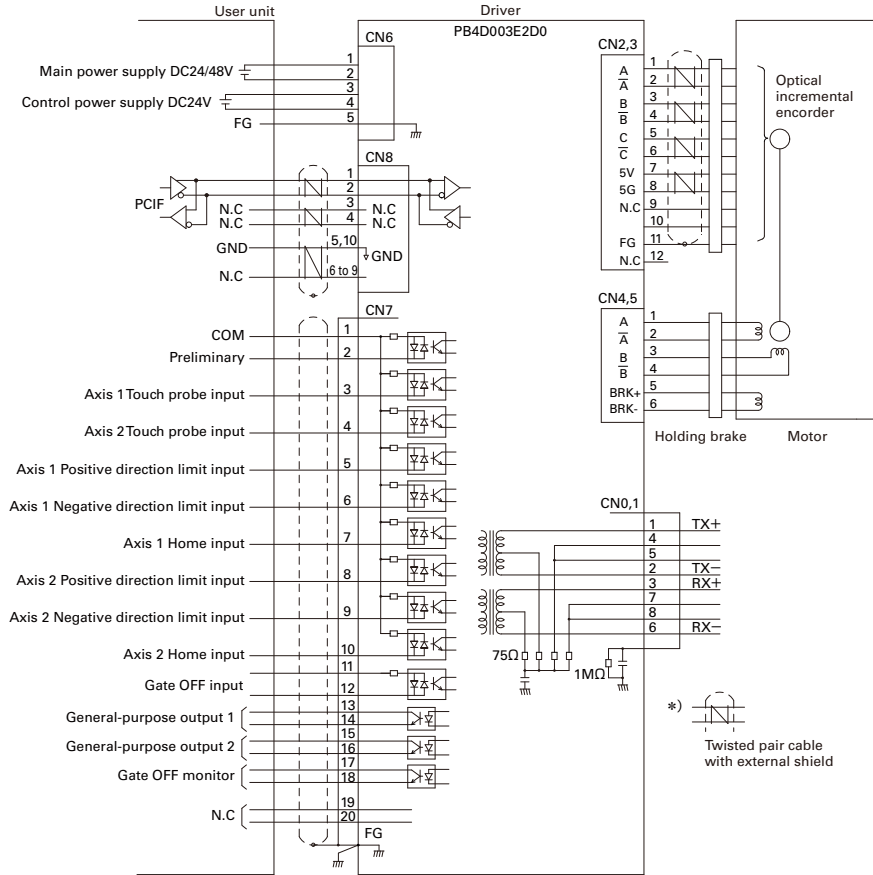 User unit
Driver
PB4D003E2D0
CN6
1
2
3
4
5
Main power supply DC24/48V
Control power supply DC24V
FG
CN8
1
2
3
4
5,10
6 to 9
PCIF
N.C
N.C
N.C
N.C
GND
GND
N.C
CN7
COM
1
Preliminary
2
Axis 1 Touch probe input
3
Axis 2 Touch probe input
4
Axis 1 Positive direction limit input
5
Axis 1 Negative direction limit input
6
Axis 1 Home input
7
Axis 2 Positive direction limit input
8
Axis 2 Negative direction limit input
9
Axis 2 Home input
10
11
Gate OFF input
12
General-purpose output 1
13
14
General-purpose output 2
15
16
Gate OFF monitor
17
18
N.C
19
20
FG
CN2,3
A 1
A̅ 2
B 3
B̅ 4
C 5
C̅ 6
5V 7
5G 8
N.C 9
10
FG 11
N.C 12
Optical
incremental
encorder
CN4,5
A 1
A̅ 2
B 3
B̅ 4
BRK+ 5
BRK- 6
Holding brake
Motor
CN0,1
1 TX+
4
5
2 TX−
3 RX+
7
8
6 RX−
75Ω
1MΩ
*)
Twisted pair cable
with external shield